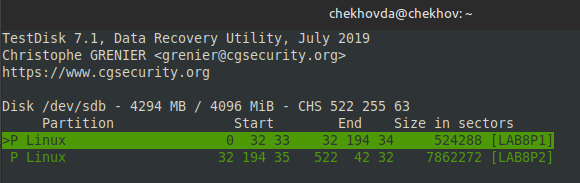 chekhovda@chekhov: ~
TestDisk 7.1, Data Recovery Utility, July 2019
Christophe GRENIER <grenier@cgsecurity.org>
https://www.cgsecurity.org
Disk /dev/sdb - 4294 MB / 4096 MiB - CHS 522 255 63
Partition Start End Size in sectors
>P Linux 0 32 33 32 194 34 524288 [LAB8P1]
P Linux 32 194 35 522 42 32 7862272 [LAB8P2]